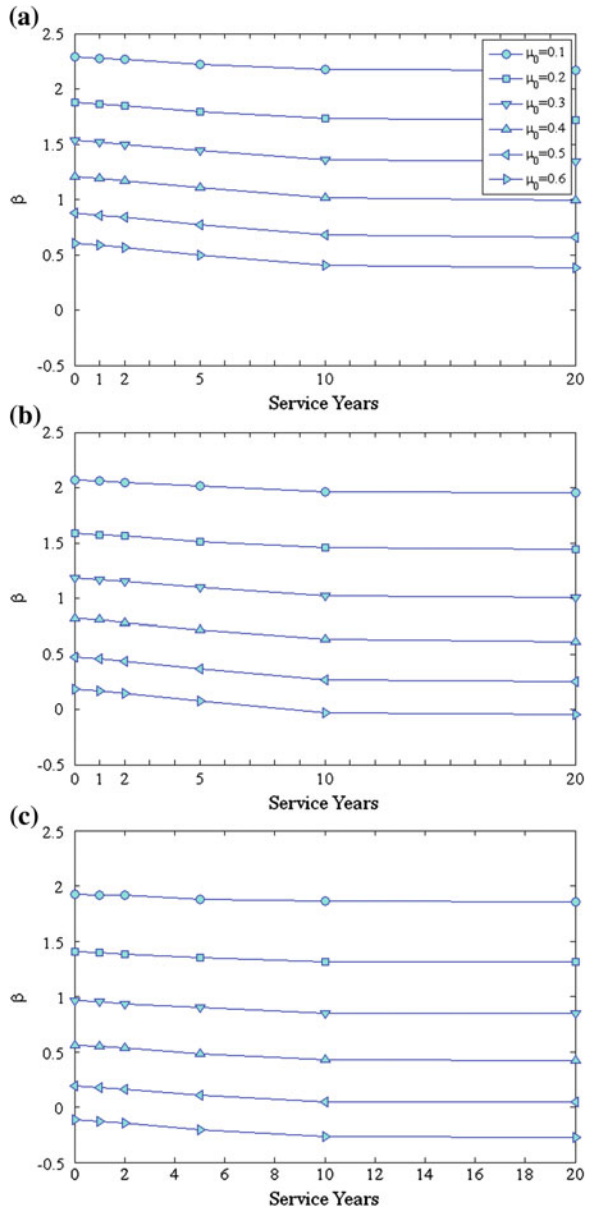 (a)
2.5
2
1.5
1
0.5
0
-0.5
β
μ0=0.1
μ0=0.2
μ0=0.3
μ0=0.4
μ0=0.5
μ0=0.6
0 1 2 5 10 20
Service Years
(b)
2.5
2
1.5
1
0.5
0
-0.5
β
0 1 2 5 10 20
Service Years
(c)
2.5
2
1.5
1
0.5
0
-0.5
β
0 2 4 6 8 10 12 14 16 18 20
Service Years